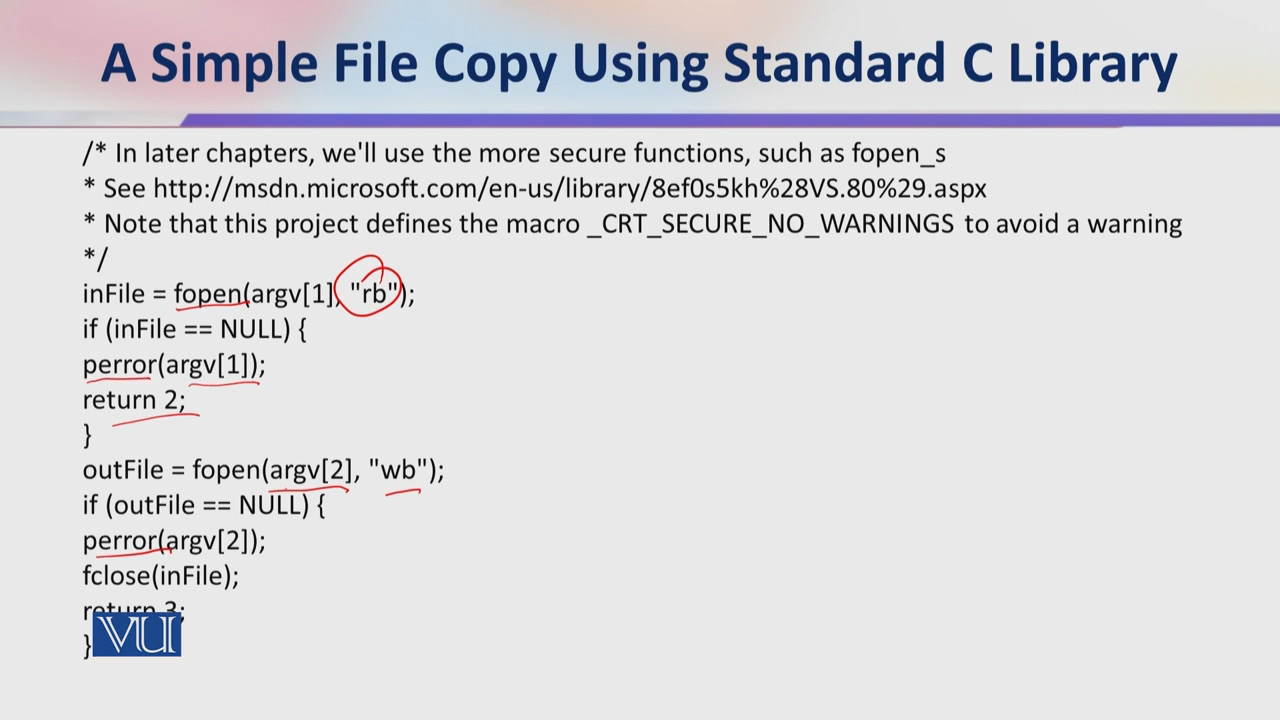 A Simple File Copy Using Standard C Library
/* In later chapters, we'll use the more secure functions, such as fopen_s
* See http://msdn.microsoft.com/en-us/library/8ef0s5kh%28VS.80%29.aspx
* Note that this project defines the macro _CRT_SECURE_NO_WARNINGS to avoid a warning
*/
inFile = fopen(argv[1], "rb");
if (inFile == NULL) {
perror(argv[1]);
return 2;
}
outFile = fopen(argv[2], "wb");
if (outFile == NULL) {
perror(argv[2]);
fclose(inFile);
return 3;
}
VU